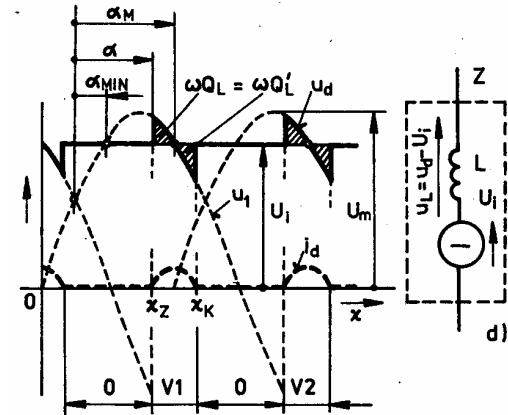 α_M
α
α_MIN
ωQ_L = ωQ'_L
u_d
u_1
U_i
U_m
i_d
0
x_Z
x_K
x
0
V1
0
V2
Z
u_L = u_d - U_i
L
U_i
d)